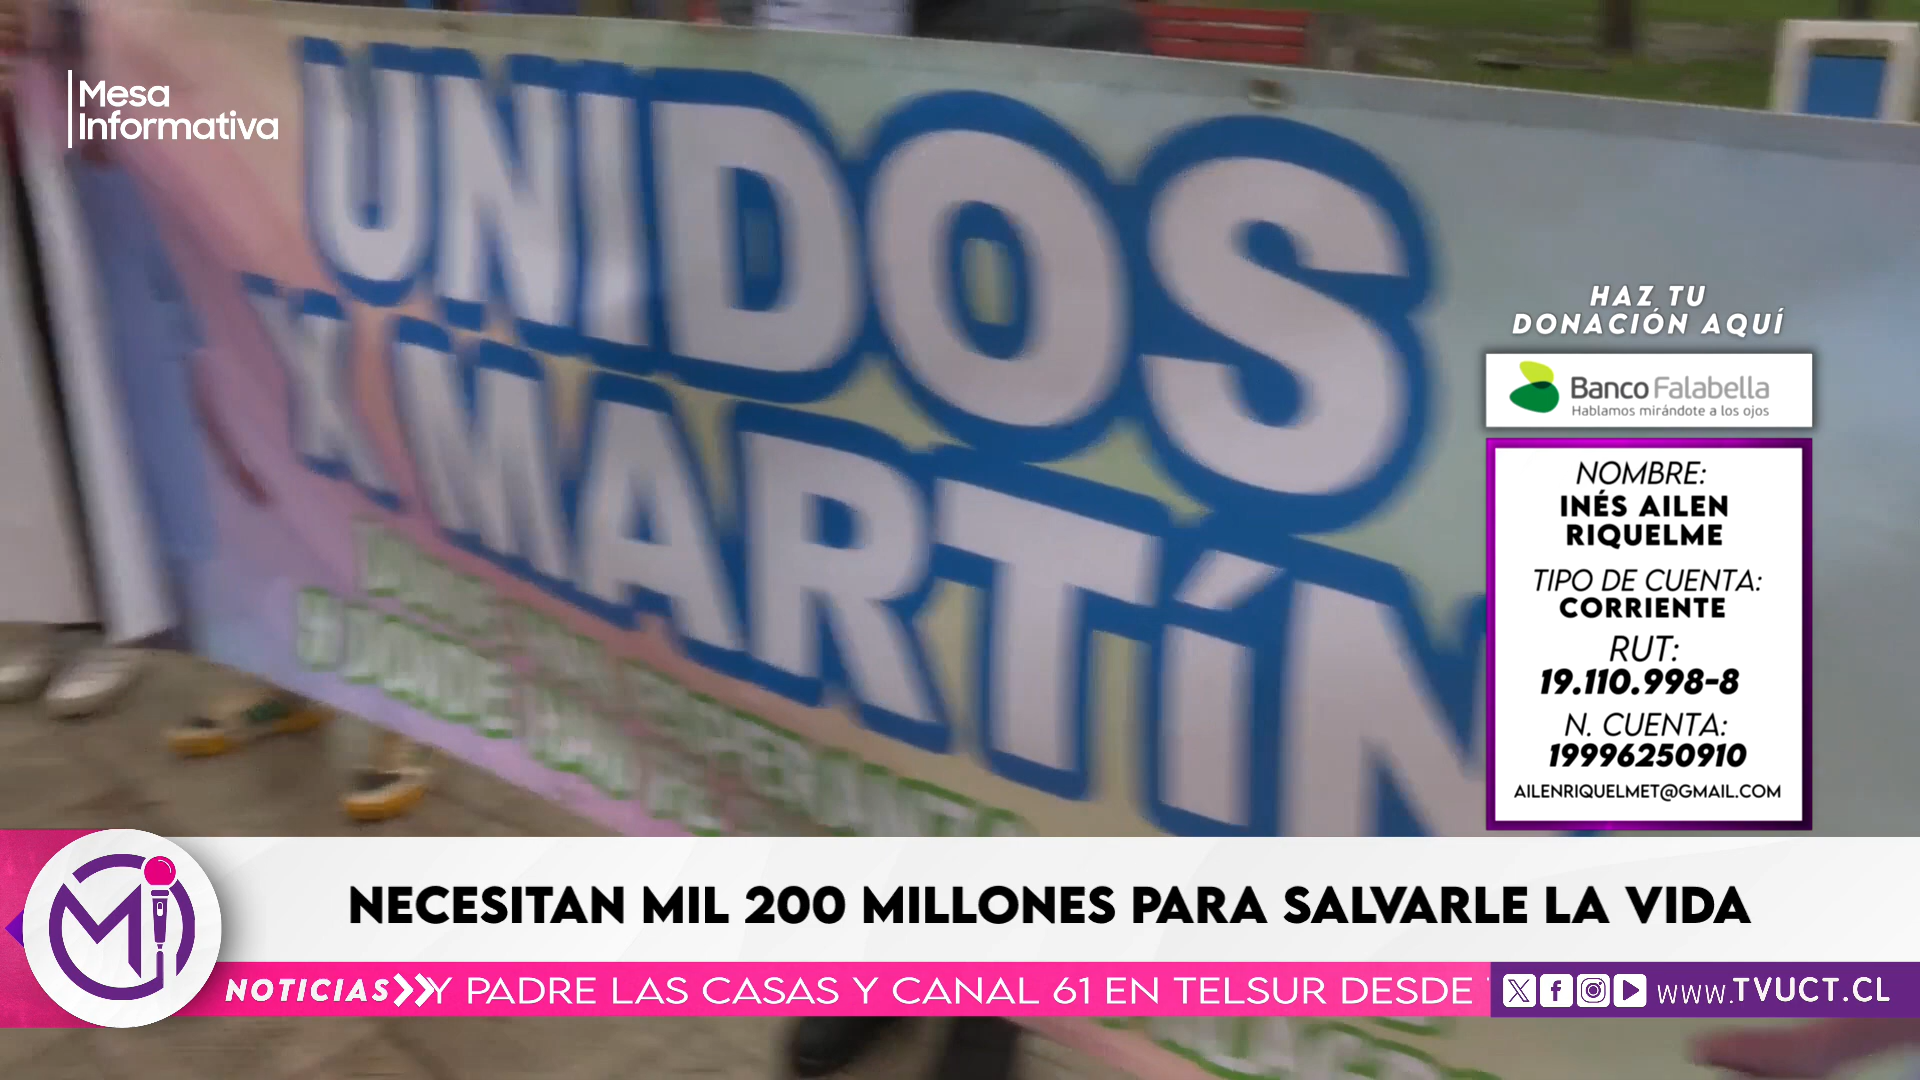 Mesa
Informativa
UNIDOS
X MARTÍN
Y DONDE HAY
HAZ TU
DONACIÓN AQUÍ
Banco Falabella
Hablamos mirándote a los ojos
NOMBRE:
INÉS AILEN
RIQUELME
TIPO DE CUENTA:
CORRIENTE
RUT:
19.110.998-8
N. CUENTA:
19996250910
AILENRIQUELMET@GMAIL.COM
NECESITAN MIL 200 MILLONES PARA SALVARLE LA VIDA
NOTICIAS
Y PADRE LAS CASAS Y CANAL 61 EN TELSUR DESDE
www.TVUCT.CL